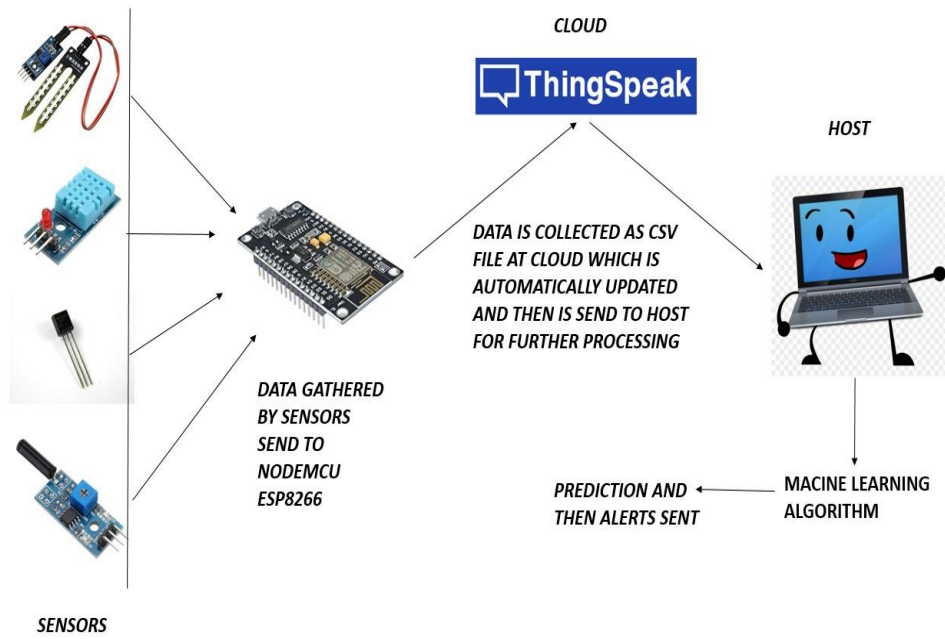 CLOUD
ThingSpeak
HOST
DATA IS COLLECTED AS CSV
FILE AT CLOUD WHICH IS
AUTOMATICALLY UPDATED
AND THEN IS SEND TO HOST
FOR FURTHER PROCESSING
DATA GATHERED
BY SENSORS
SEND TO
NODEMCU
ESP8266
MACINE LEARNING
ALGORITHM
PREDICTION AND
THEN ALERTS SENT
SENSORS